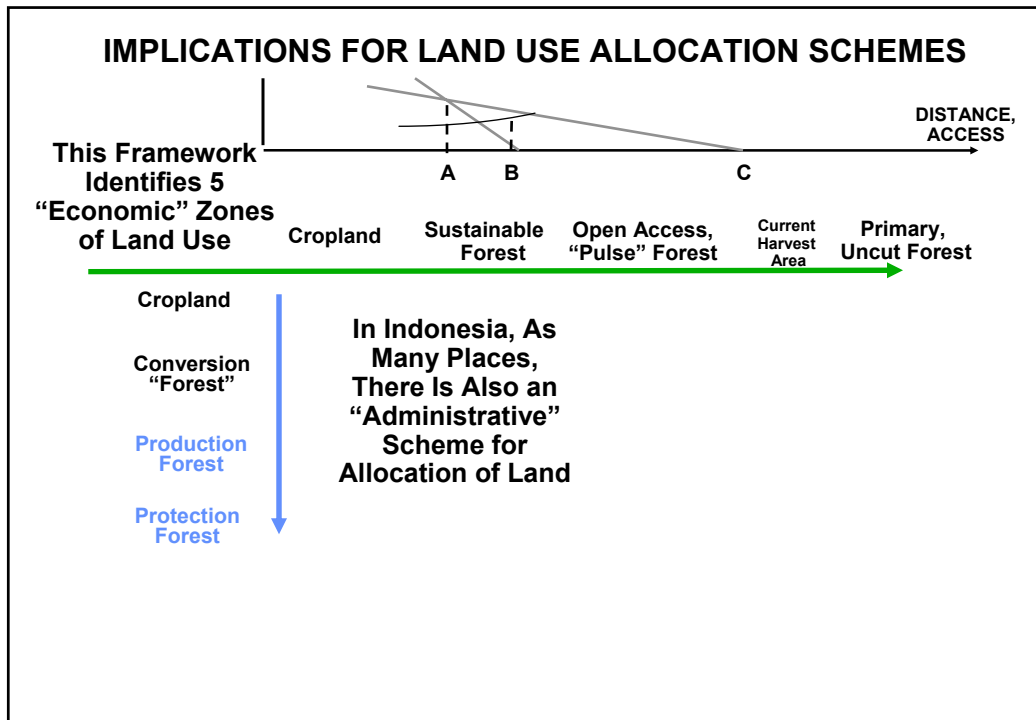 IMPLICATIONS FOR LAND USE ALLOCATION SCHEMES
DISTANCE,
ACCESS
A
B
C
This Framework
Identifies 5
“Economic” Zones
of Land Use
Cropland
Sustainable
Forest
Open Access,
“Pulse” Forest
Current
Harvest
Area
Primary,
Uncut Forest
Cropland
Conversion
“Forest”
Production
Forest
Protection
Forest
In Indonesia, As
Many Places,
There Is Also an
“Administrative”
Scheme for
Allocation of Land